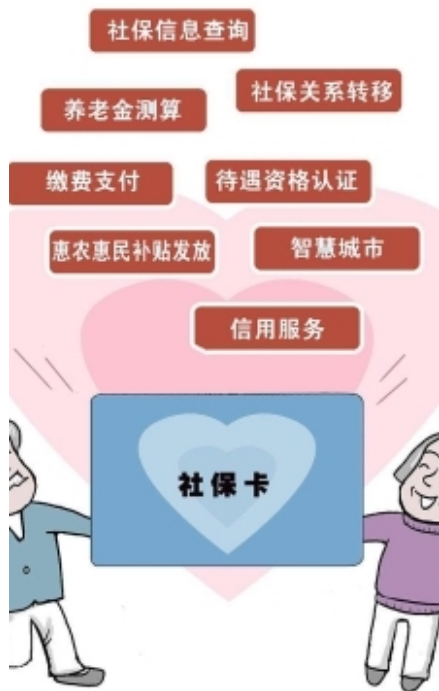 社保信息查询
社保关系转移
养老金测算
缴费支付
待遇资格认证
惠农惠民补贴发放
智慧城市
信用服务
社保卡